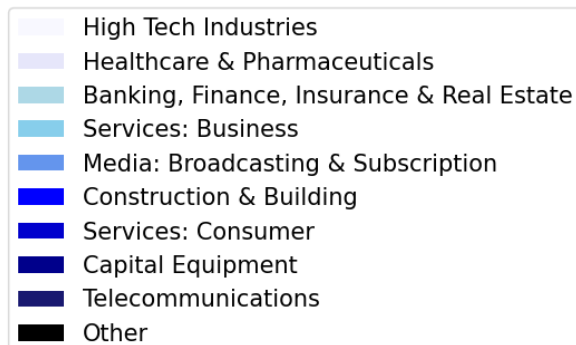 High Tech Industries
Healthcare & Pharmaceuticals
Banking, Finance, Insurance & Real Estate
Services: Business
Media: Broadcasting & Subscription
Construction & Building
Services: Consumer
Capital Equipment
Telecommunications
Other